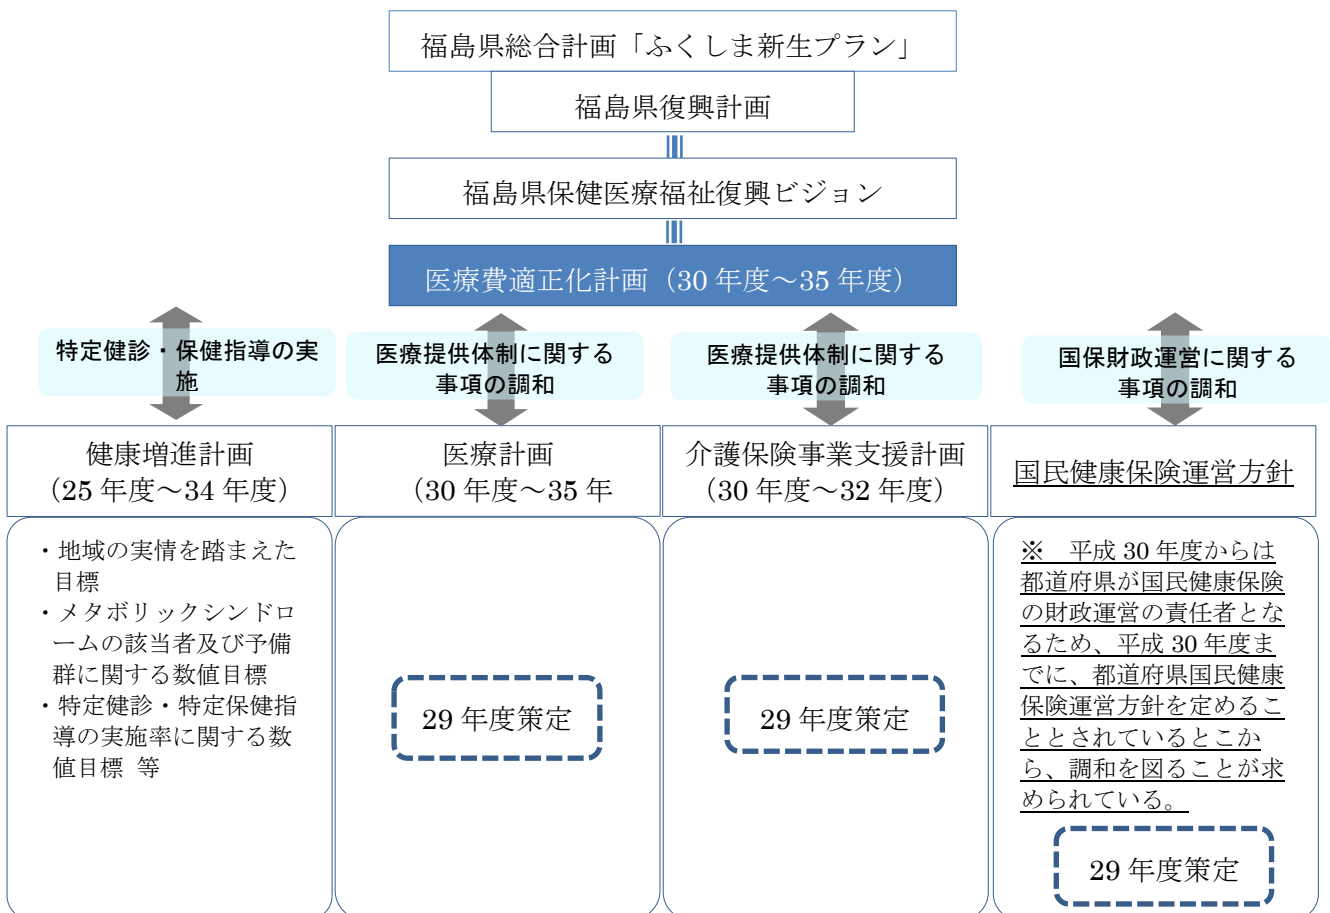 福島県総合計画「ふくしま新生プラン」
福島県復興計画
福島県保健医療福祉復興ビジョン
医療費適正化計画（30 年度～35 年度）
特定健診・保健指導の実
施
医療提供体制に関する
事項の調和
医療提供体制に関する
事項の調和
国保財政運営に関する
事項の調和
健康増進計画
（25 年度～34 年度）
医療計画
（30 年度～35 年
介護保険事業支援計画
（30 年度～32 年度）
国民健康保険運営方針
・地域の実情を踏まえた
目標
・メタボリックシンドロ
ームの該当者及び予備
群に関する数値目標
・特定健診・特定保健指
導の実施率に関する数
値目標 等
29 年度策定
29 年度策定
※　平成 30 年度からは
都道府県が国民健康保険
の財政運営の責任者とな
るため、平成 30 年度ま
でに、都道府県国民健康
保険運営方針を定めるこ
ととされているとこか
ら、調和を図ることが求
められている。
29 年度策定